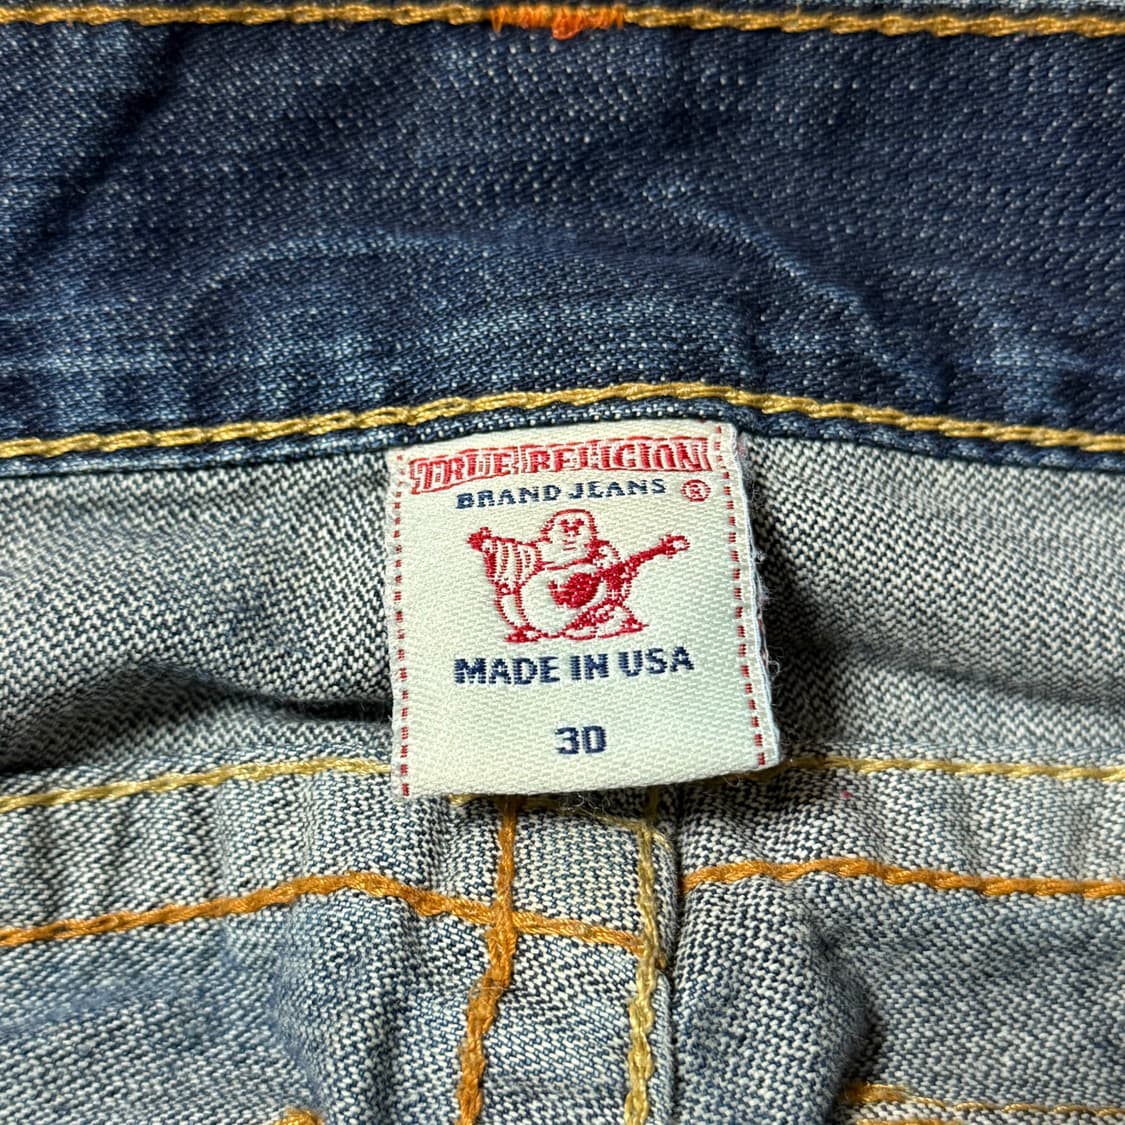 TRUE RELIGION
BRAND JEANS ®
MADE IN USA
30